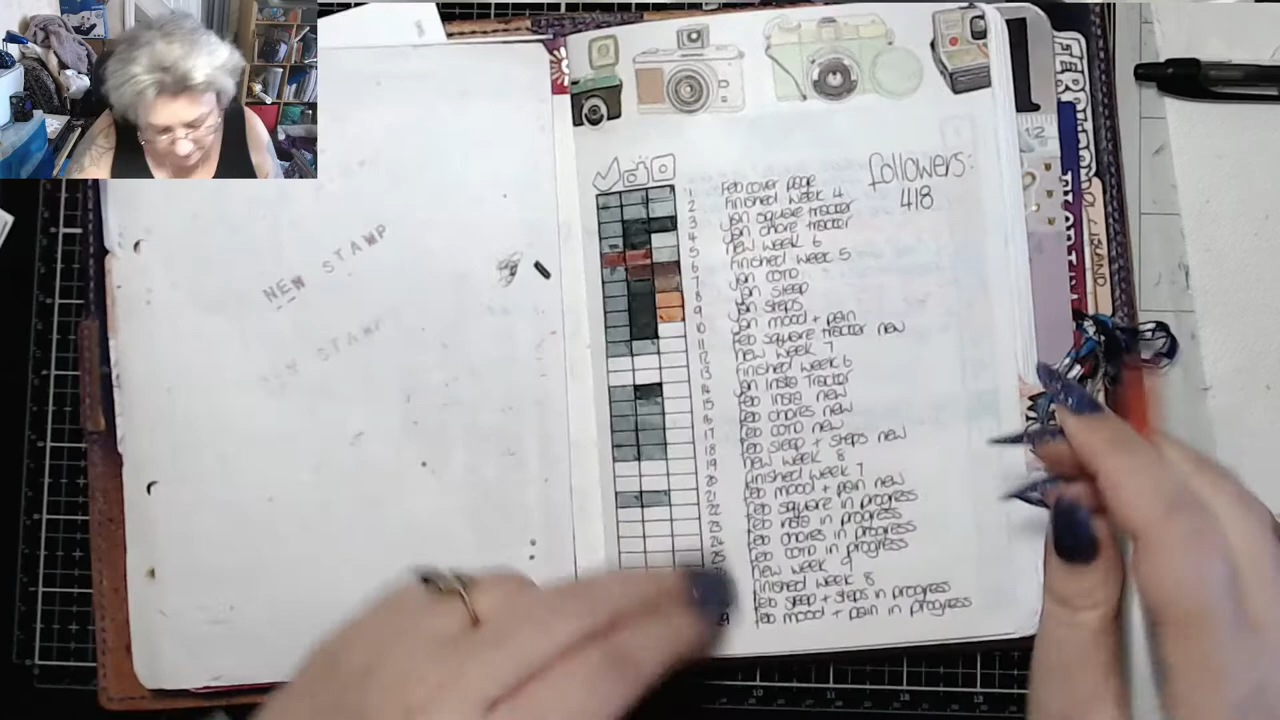 NEW STAMP
NEW STAMP
followers:
418
1 Feb cover page
2 Finished week 4
3 Jan square tracker
4 Jan chore tracker
5 new week 6
6 Finished week 5
7 Jan coro
8 Jan sleep
9 Jan steps
10 Jan mood + pain
11 Feb square tracker new
12 new week 7
13 Finished week 6
14 Jan Insta Tracker
15 Feb insta new
16 Feb chores new
17 Feb coro new
18 Feb sleep + steps new
19 new week 8
20 Finished week 7
21 Feb mood + pain new
22 Feb square in progress
23 Feb insta in progress
24 Feb chores in progress
25 Feb coro in progress
new week 9
Finished week 8
Feb sleep + steps in progress
Feb mood + pain in progress
12
ISLAND
10